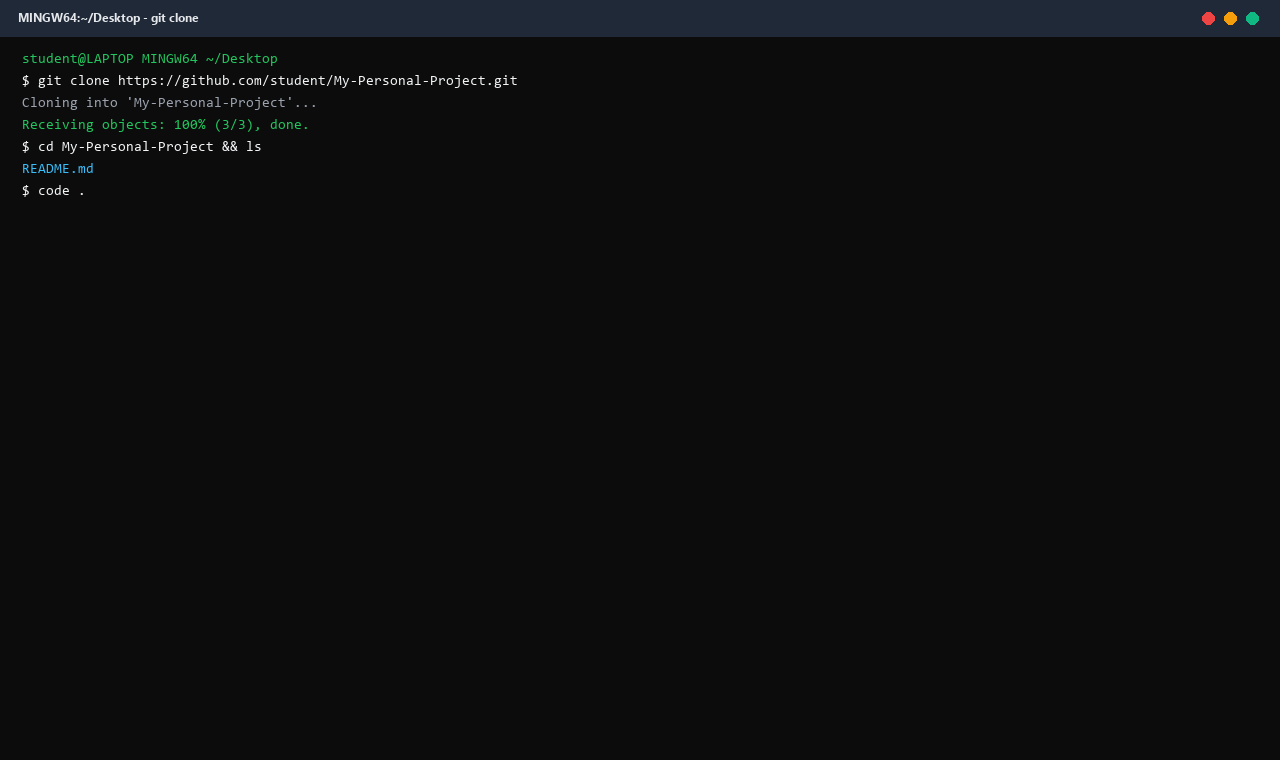 MINGW64:~/Desktop - git clone
student@LAPTOP MINGW64 ~/Desktop
$ git clone https://github.com/student/My-Personal-Project.git
Cloning into 'My-Personal-Project'...
Receiving objects: 100% (3/3), done.
$ cd My-Personal-Project && ls
README.md
$ code .